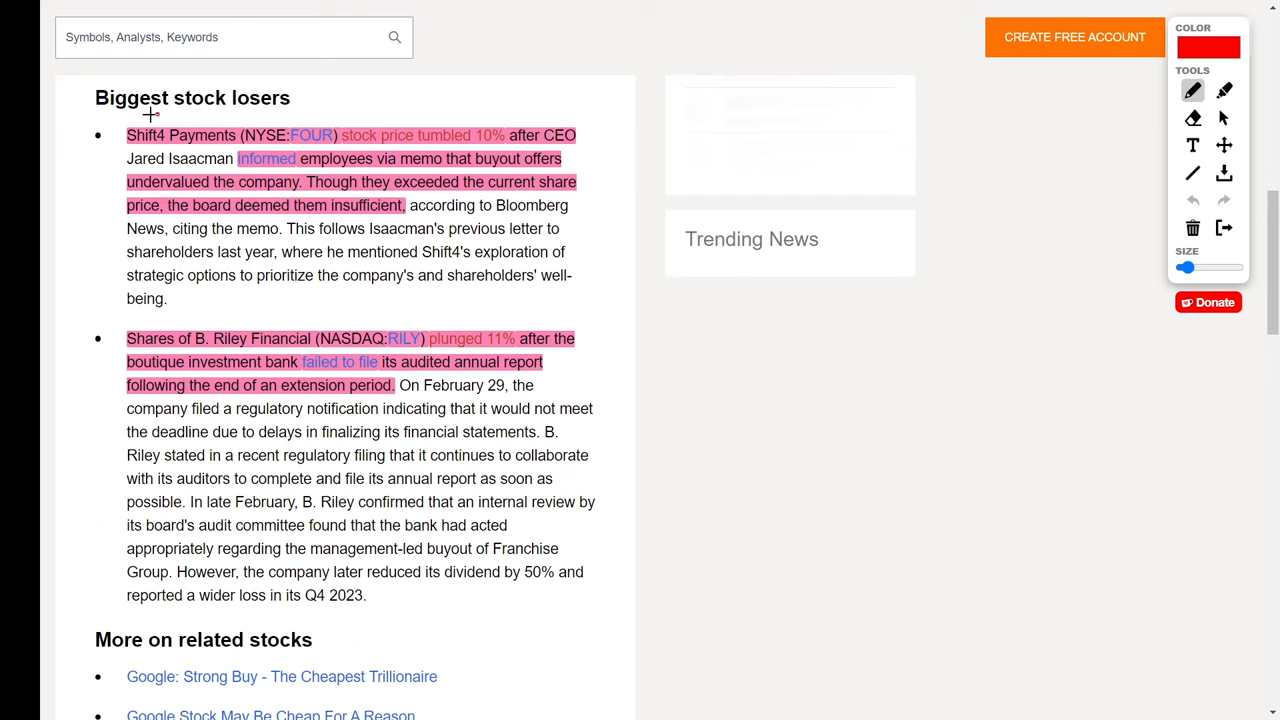 Symbols, Analysts, Keywords
CREATE FREE ACCOUNT
COLOR
TOOLS
T
SIZE
Donate
Biggest stock losers
Shift4 Payments (NYSE:FOUR) stock price tumbled 10% after CEO
Jared Isaacman informed employees via memo that buyout offers
undervalued the company. Though they exceeded the current share
price, the board deemed them insufficient, according to Bloomberg
News, citing the memo. This follows Isaacman's previous letter to
shareholders last year, where he mentioned Shift4's exploration of
strategic options to prioritize the company's and shareholders' well-
being.
Shares of B. Riley Financial (NASDAQ:RILY) plunged 11% after the
boutique investment bank failed to file its audited annual report
following the end of an extension period. On February 29, the
company filed a regulatory notification indicating that it would not meet
the deadline due to delays in finalizing its financial statements. B.
Riley stated in a recent regulatory filing that it continues to collaborate
with its auditors to complete and file its annual report as soon as
possible. In late February, B. Riley confirmed that an internal review by
its board's audit committee found that the bank had acted
appropriately regarding the management-led buyout of Franchise
Group. However, the company later reduced its dividend by 50% and
reported a wider loss in its Q4 2023.
More on related stocks
Google: Strong Buy - The Cheapest Trillionaire
Google Stock May Be Cheap For A Reason
Trending News